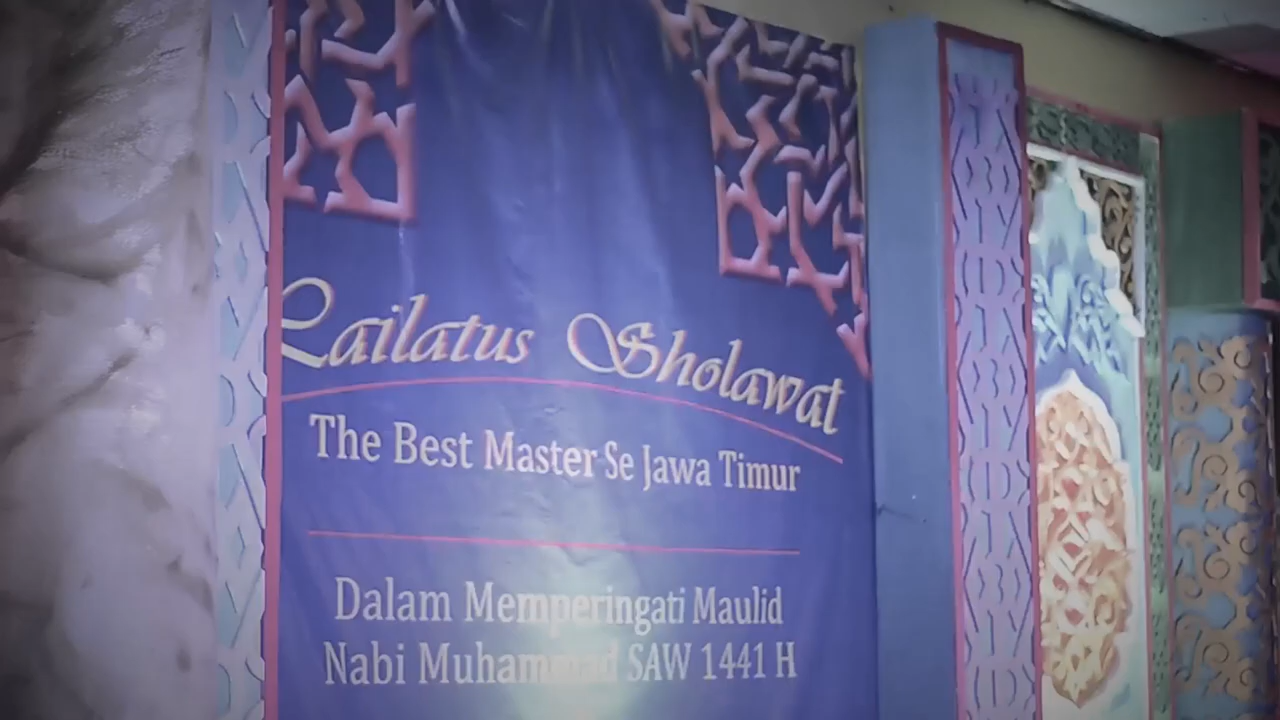 Lailatus Sholawat
The Best Master Se Jawa Timur
Dalam Memperingati Maulid
Nabi Muhammad SAW 1441 H